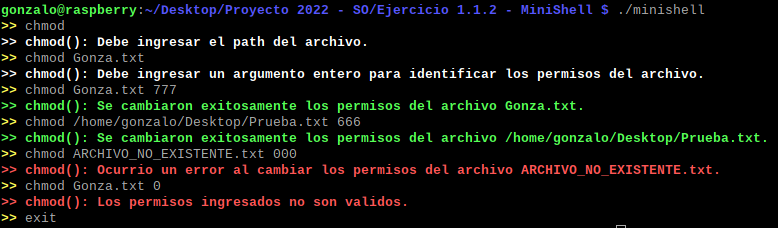 gonzalo@raspberry:~/Desktop/Proyecto 2022 - SO/Ejercicio 1.1.2 - MiniShell $ ./minishell
>> chmod
>> chmod(): Debe ingresar el path del archivo.
>> chmod Gonza.txt
>> chmod(): Debe ingresar un argumento entero para identificar los permisos del archivo.
>> chmod Gonza.txt 777
>> chmod(): Se cambiaron exitosamente los permisos del archivo Gonza.txt.
>> chmod /home/gonzalo/Desktop/Prueba.txt 666
>> chmod(): Se cambiaron exitosamente los permisos del archivo /home/gonzalo/Desktop/Prueba.txt.
>> chmod ARCHIVO_NO_EXISTENTE.txt 000
>> chmod(): Ocurrio un error al cambiar los permisos del archivo ARCHIVO_NO_EXISTENTE.txt.
>> chmod Gonza.txt 0
>> chmod(): Los permisos ingresados no son validos.
>> exit